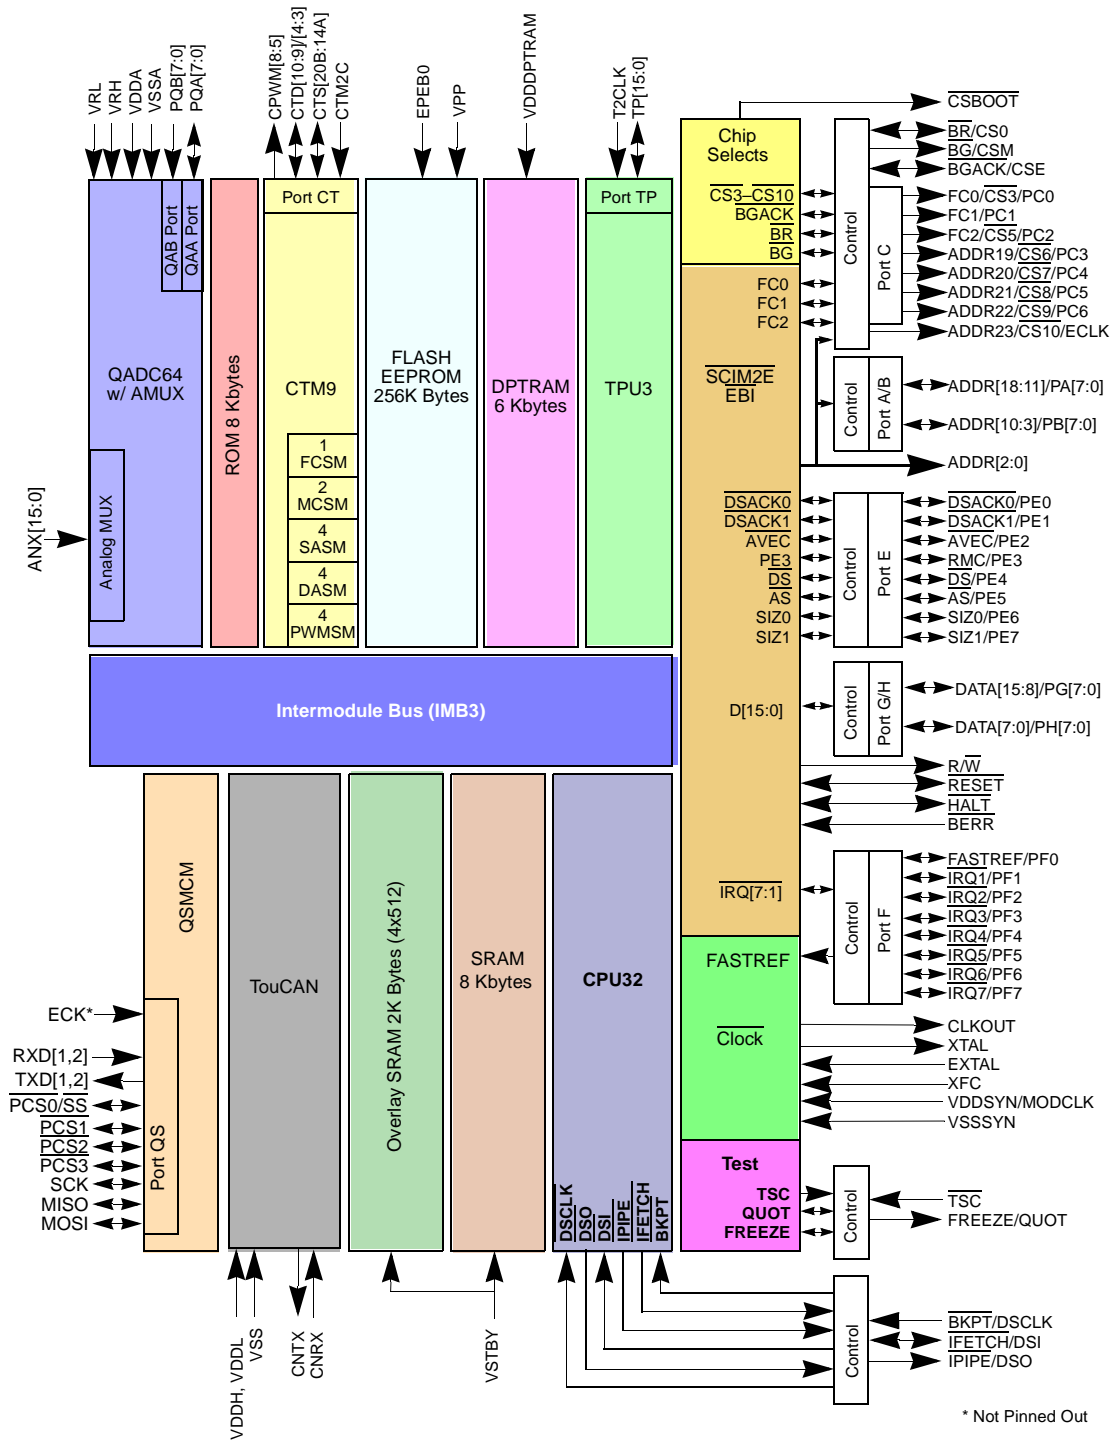 VRL
VRH
VDDA
VSSA
PQB[7:0]
PQA[7:0]
CPWM[8:5]
CTD[10:9]/[4:3]
CTS[20B:14A]
CTM2C
EPEB0
VPP
VDDDPTRAM
T2CLK
TP[15:0]
QAB Port
QAA Port
QADC64
w/ AMUX
Analog MUX
ANX[15:0]
ROM 8 Kbytes
Port CT
CTM9
1
FCSM
2
MCSM
4
SASM
4
DASM
4
PWMSM
FLASH
EEPROM
256K Bytes
DPTRAM
6 Kbytes
Port TP
TPU3
Chip
Selects
CS3–CS10
BGACK
BR
BG
FC0
FC1
FC2
SCIM2E
EBI
DSACK0
DSACK1
AVEC
PE3
DS
AS
SIZ0
SIZ1
D[15:0]
IRQ[7:1]
FASTREF
Clock
Test
TSC
QUOT
FREEZE
Control
Port C
CSBOOT
BR/CS0
BG/CSM
BGACK/CSE
FC0/CS3/PC0
FC1/PC1
FC2/CS5/PC2
ADDR19/CS6/PC3
ADDR20/CS7/PC4
ADDR21/CS8/PC5
ADDR22/CS9/PC6
ADDR23/CS10/ECLK
Control
Port A/B
ADDR[18:11]/PA[7:0]
ADDR[10:3]/PB[7:0]
ADDR[2:0]
Control
Port E
DSACK0/PE0
DSACK1/PE1
AVEC/PE2
RMC/PE3
DS/PE4
AS/PE5
SIZ0/PE6
SIZ1/PE7
Control
Port G/H
DATA[15:8]/PG[7:0]
DATA[7:0]/PH[7:0]
R/W
RESET
HALT
BERR
Control
Port F
FASTREF/PF0
IRQ1/PF1
IRQ2/PF2
IRQ3/PF3
IRQ4/PF4
IRQ5/PF5
IRQ6/PF6
IRQ7/PF7
CLKOUT
XTAL
EXTAL
XFC
VDDSYN/MODCLK
VSSSYN
Control
TSC
FREEZE/QUOT
Control
BKPT/DSCLK
IFETCH/DSI
IPIPE/DSO
Intermodule Bus (IMB3)
QSMCM
Port QS
ECK*
RXD[1,2]
TXD[1,2]
PCS0/SS
PCS1
PCS2
PCS3
SCK
MISO
MOSI
TouCAN
VDDH, VDDL
VSS
CNTX
CNRX
Overlay SRAM 2K Bytes (4x512)
SRAM
8 Kbytes
VSTBY
CPU32
DSCLK
DSO
DSI
IPIPE
IFETCH
BKPT
* Not Pinned Out